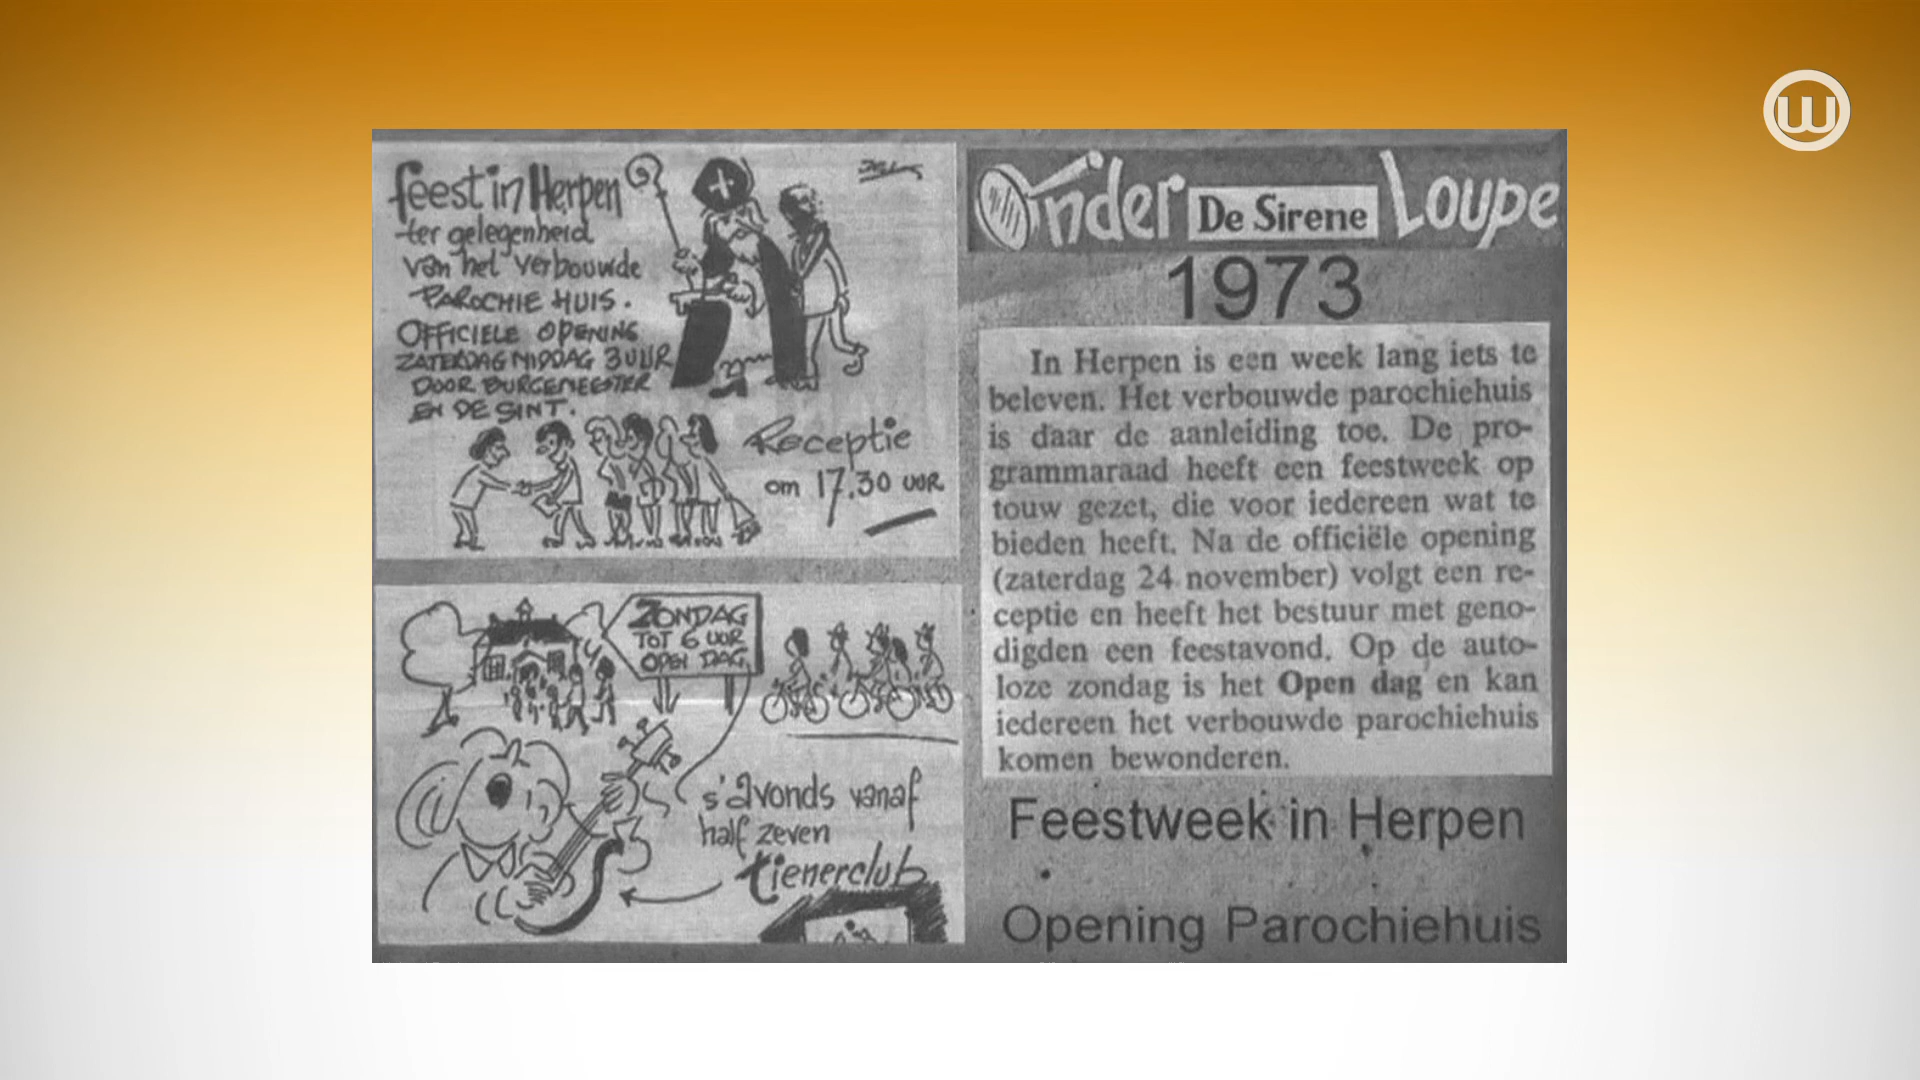 feest in Herpen
ter gelegenheid
van het verbouwde
PAROCHIE HUIS.
OFFICIELE OPENING
ZATERDAG MIDDAG 3 UUR
DOOR BURGEMEESTER
EN DE SINT.
Receptie
om 17.30 UUR
ZONDAG
TOT 6 UUR
OPEN DAG
s'avonds vanaf
half zeven
tienerclub
Onder De Sirene Loupe
1973
In Herpen is een week lang iets te
beleven. Het verbouwde parochiehuis
is daar de aanleiding toe. De pro-
grammaraad heeft een feestweek op
touw gezet, die voor iedereen wat te
bieden heeft. Na de officiële opening
(zaterdag 24 november) volgt een re-
ceptie en heeft het bestuur met geno-
digden een feestavond. Op de auto-
loze zondag is het Open dag en kan
iedereen het verbouwde parochiehuis
komen bewonderen.
Feestweek in Herpen
Opening Parochiehuis
W